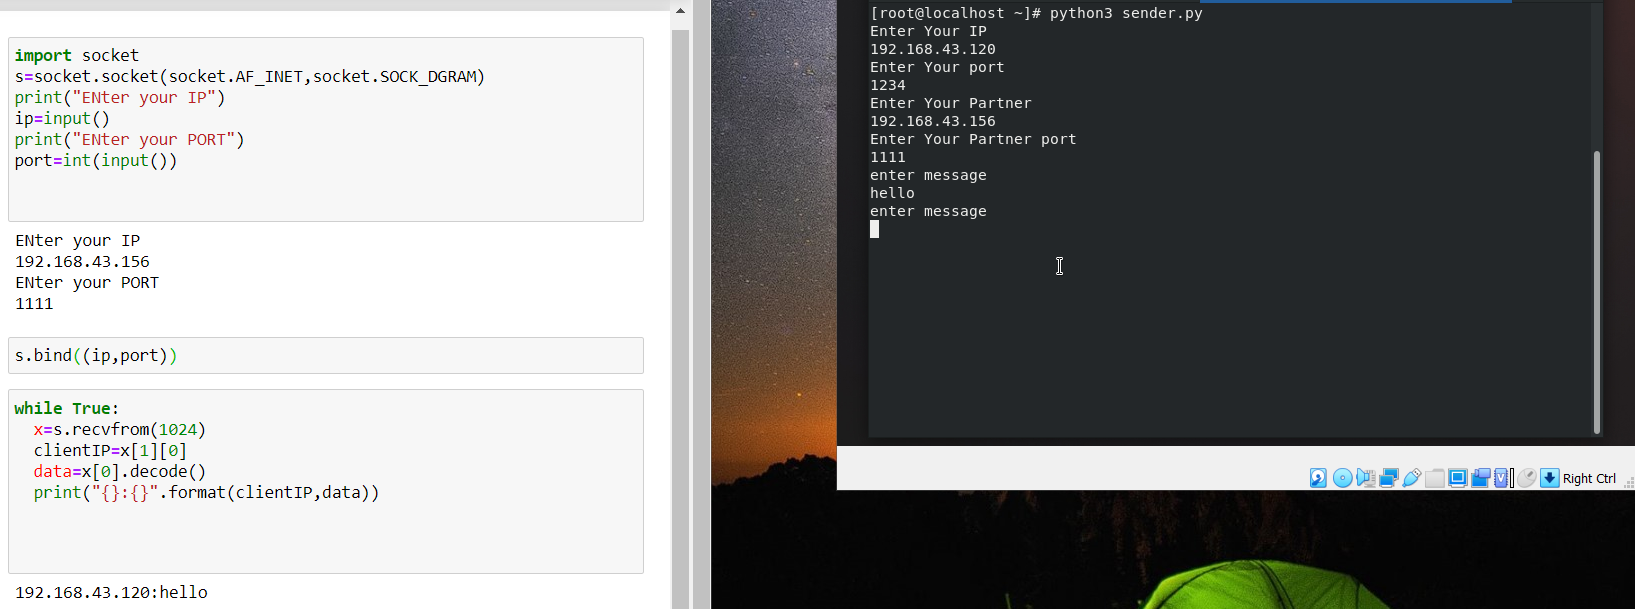 import socket
s=socket.socket(socket.AF_INET,socket.SOCK_DGRAM)
print("ENter your IP")
ip=input()
print("ENter your PORT")
port=int(input())
ENter your IP
192.168.43.156
ENter your PORT
1111
s.bind((ip,port))
while True:
  x=s.recvfrom(1024)
  clientIP=x[1][0]
  data=x[0].decode()
  print("{}:{}".format(clientIP,data))
192.168.43.120:hello
[root@localhost ~]# python3 sender.py
Enter Your IP
192.168.43.120
Enter Your port
1234
Enter Your Partner
192.168.43.156
Enter Your Partner port
1111
enter message
hello
enter message
Right Ctrl